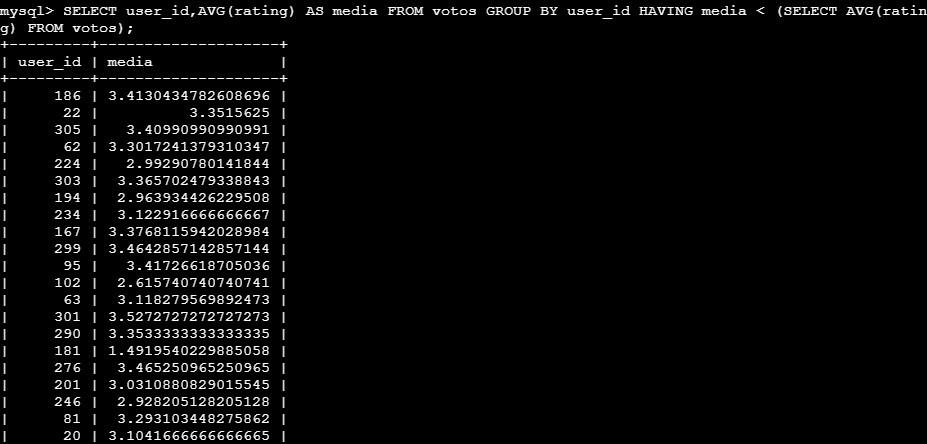 mysql> SELECT user_id,AVG(rating) AS media FROM votos GROUP BY user_id HAVING media < (SELECT AVG(ratin
g) FROM votos);
+---------+--------------------+
| user_id | media              |
+---------+--------------------+
|     186 | 3.4130434782608696 |
|      22 |          3.3515625 |
|     305 |   3.40990990990991 |
|      62 | 3.3017241379310347 |
|     224 |   2.99290780141844 |
|     303 |  3.365702479338843 |
|     194 |  2.963934426229508 |
|     234 |  3.122916666666667 |
|     167 | 3.3768115942028984 |
|     299 | 3.4642857142857144 |
|      95 |   3.41726618705036 |
|     102 |  2.615740740740741 |
|      63 |  3.118279569892473 |
|     301 | 3.5272727272727273 |
|     290 | 3.3533333333333335 |
|     181 | 1.4919540229885058 |
|     276 |  3.465250965250965 |
|     201 | 3.0310880829015545 |
|     246 |  2.928205128205128 |
|      81 |  3.293103448275862 |
|      20 | 3.1041666666666665 |